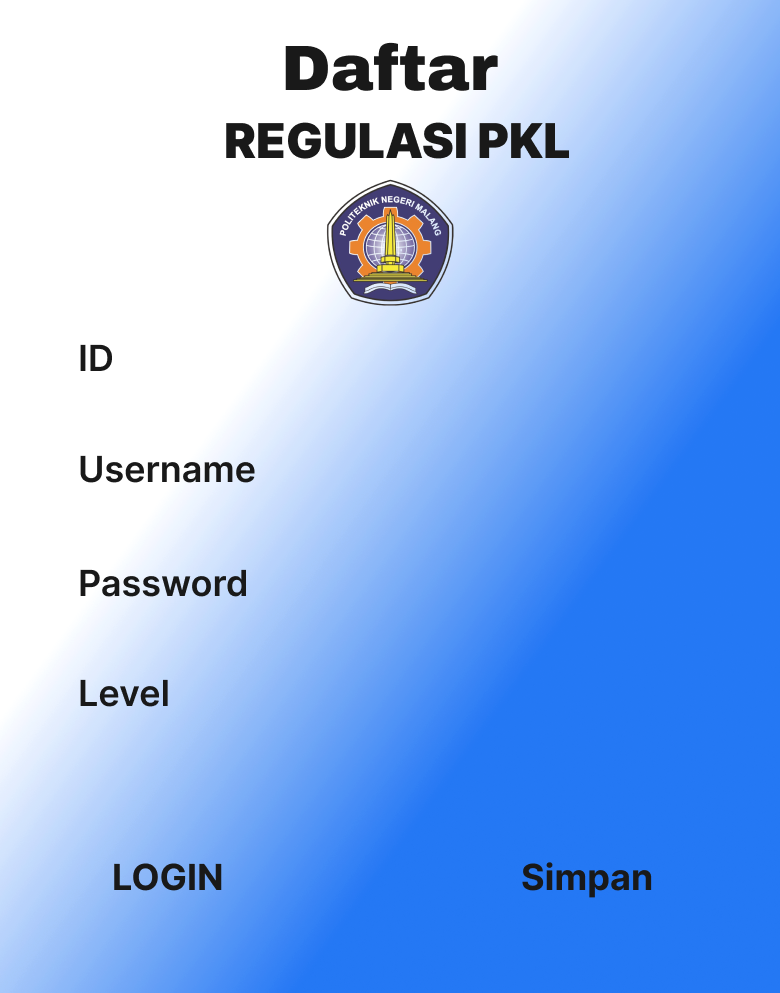 Daftar
REGULASI PKL
POLITEKNIK NEGERI MALANG
ID
Username
Password
Level
LOGIN Simpan